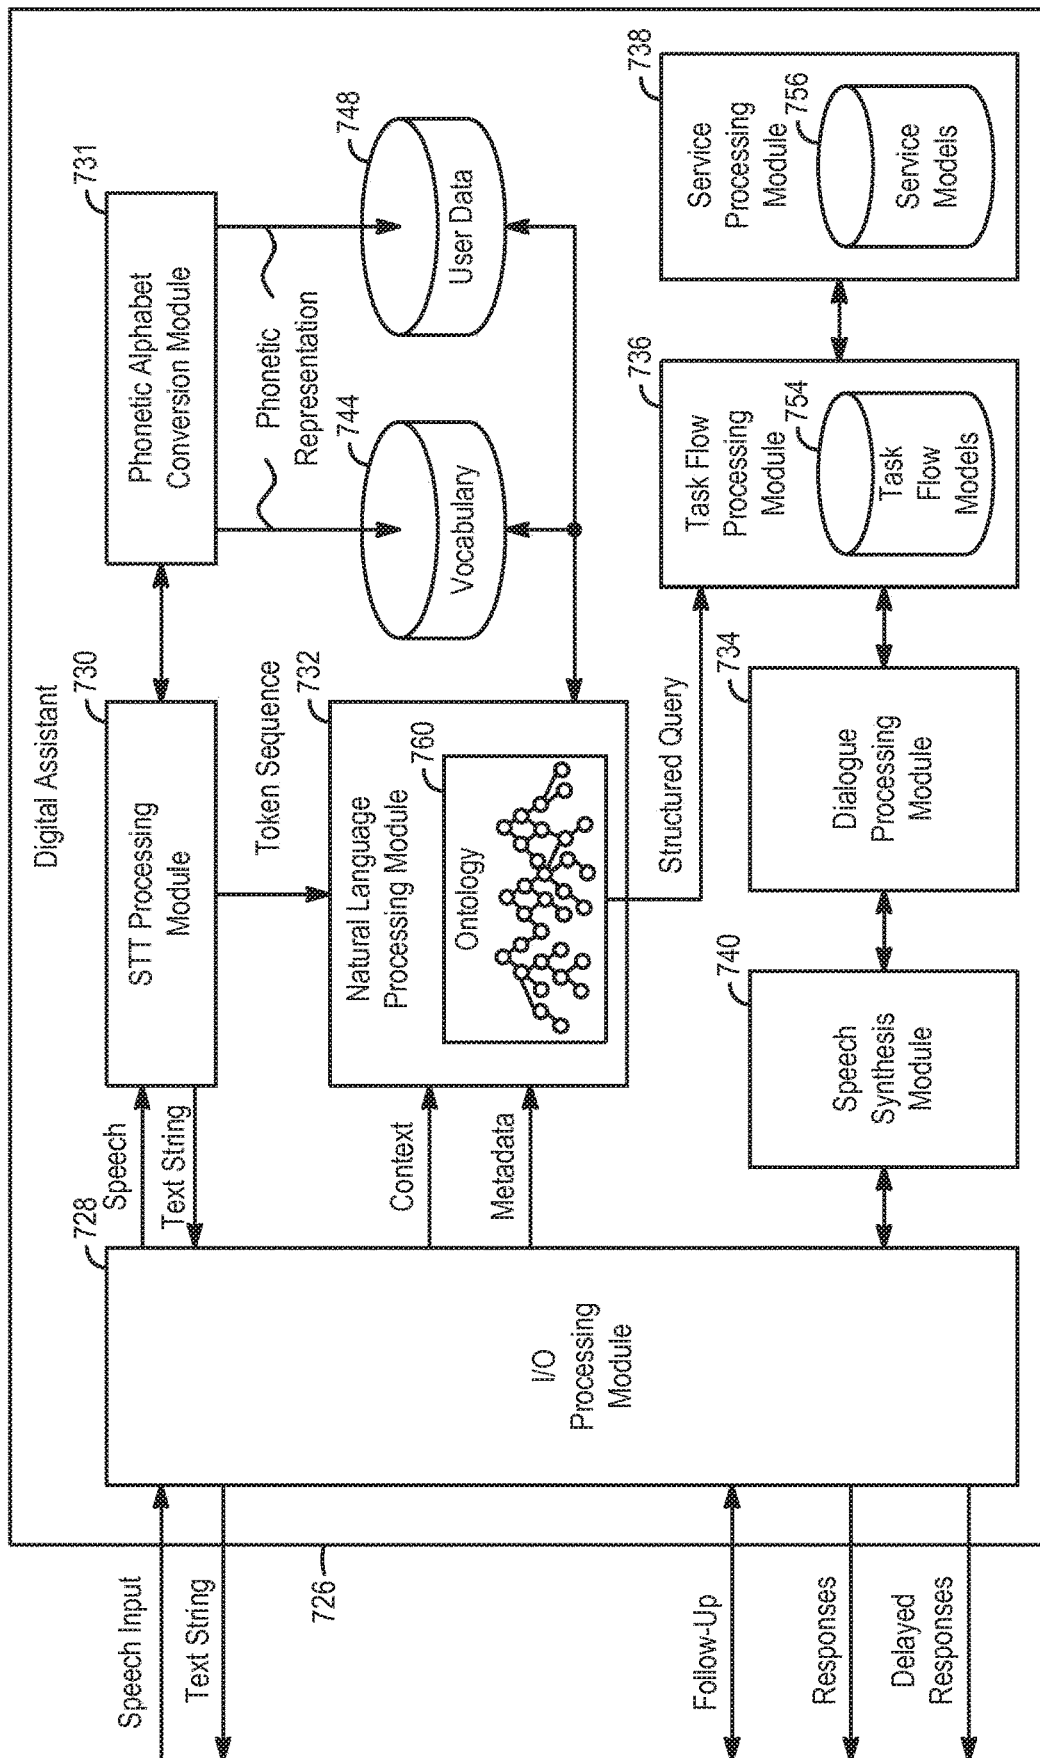 Digital Assistant
Speech Input
Text String
726
Follow-Up
Responses
Delayed
Responses
728
I/O
Processing
Module
Speech
Text String
Context
Metadata
730
STT Processing
Module
Token Sequence
731
Phonetic Alphabet
Conversion Module
Phonetic
Representation
744
Vocabulary
748
User Data
732
Natural Language
Processing Module
760
Ontology
Structured Query
740
Speech
Synthesis
Module
734
Dialogue
Processing
Module
736
Task Flow
Processing
Module
754
Task
Flow
Models
738
Service
Processing
Module
756
Service
Models